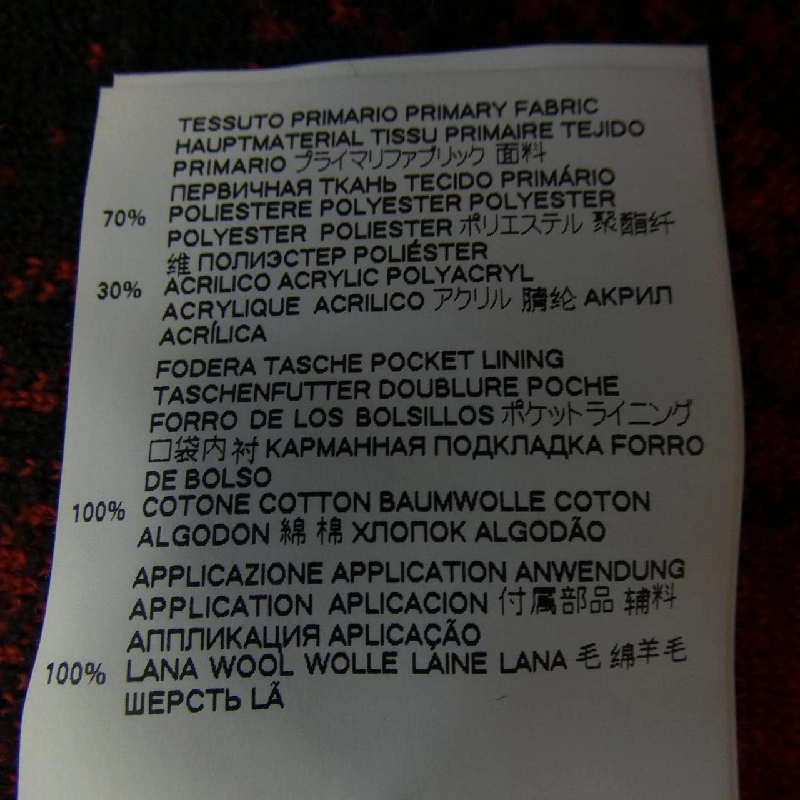 TESSUTO PRIMARIO PRIMARY FABRIC
HAUPTMATERIAL TISSU PRIMAIRE TEJIDO
PRIMARIO プライマリファブリック 面料
ПЕРВИЧНАЯ ТКАНЬ TECIDO PRIMÁRIO
70% POLIESTERE POLYESTER POLYESTER
POLYESTER POLIESTER ポリエステル 聚酯纤
维 ПОЛИЭСТЕР POLIÉSTER
30% ACRILICO ACRYLIC POLYACRYL
ACRYLIQUE ACRILICO アクリル 腈纶 АКРИЛ
ACRÍLICA
FODERA TASCHE POCKET LINING
TASCHENFUTTER DOUBLURE POCHE
FORRO DE LOS BOLSILLOS ポケットライニング
口袋内衬 КАРМАННАЯ ПОДКЛАДКА FORRO
DE BOLSO
100% COTONE COTTON BAUMWOLLE COTON
ALGODON 綿 棉 ХЛОПОК ALGODÃO
APPLICAZIONE APPLICATION ANWENDUNG
APPLICATION APLICACION 付属部品 辅料
АППЛИКАЦИЯ APLICAÇÃO
100% LANA WOOL WOLLE LAINE LANA 毛 绵羊毛
ШЕРСТЬ LÃ